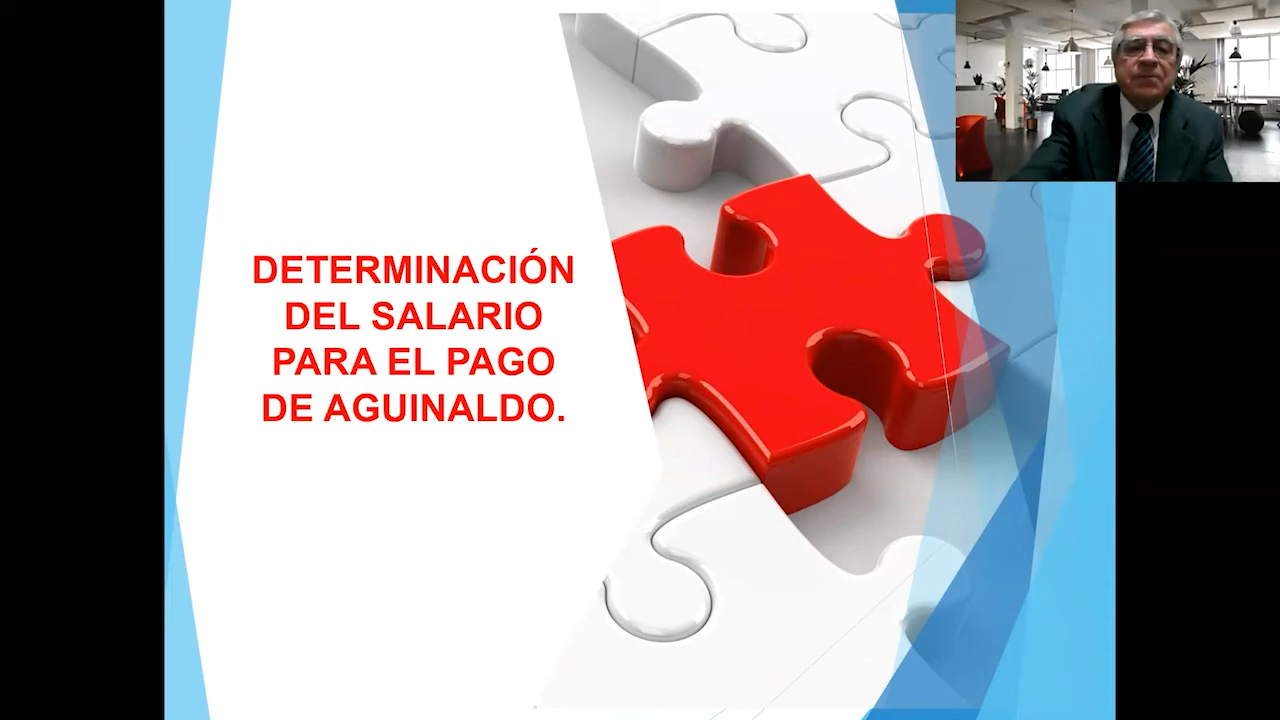 DETERMINACIÓN
DEL SALARIO
PARA EL PAGO
DE AGUINALDO.